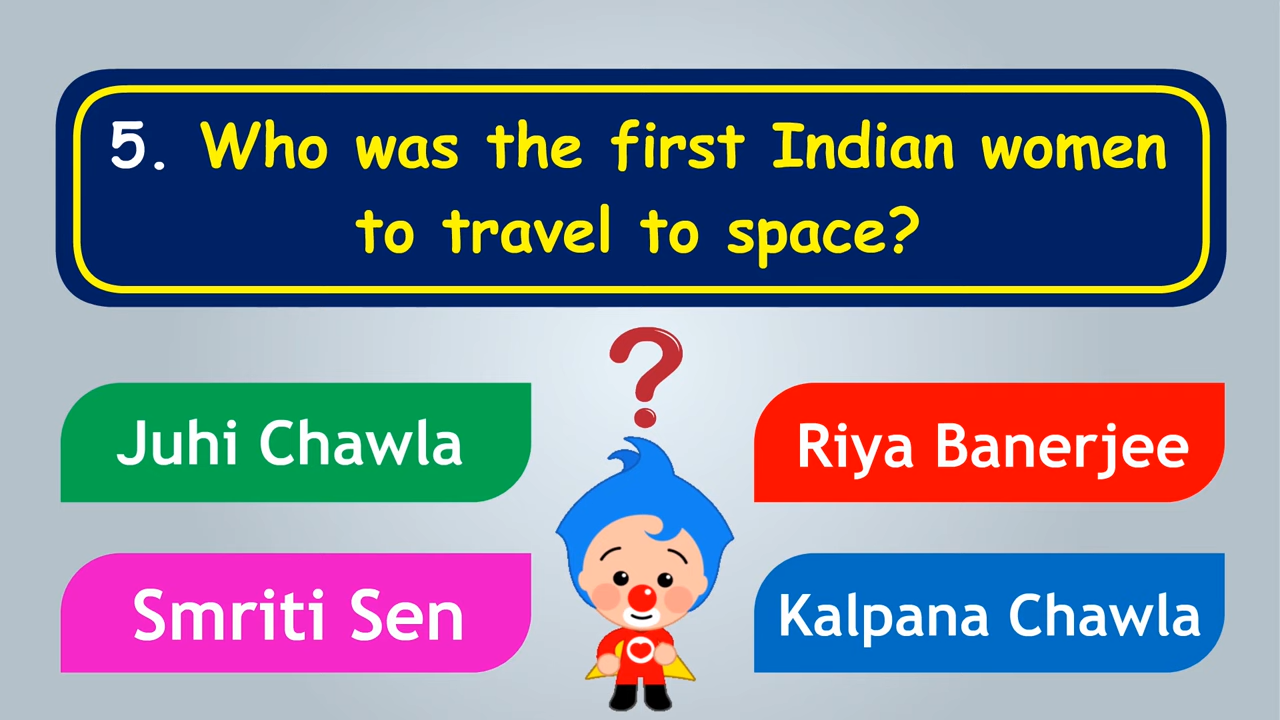 5. Who was the first Indian women
to travel to space?
?
Juhi Chawla
Riya Banerjee
Smriti Sen
Kalpana Chawla